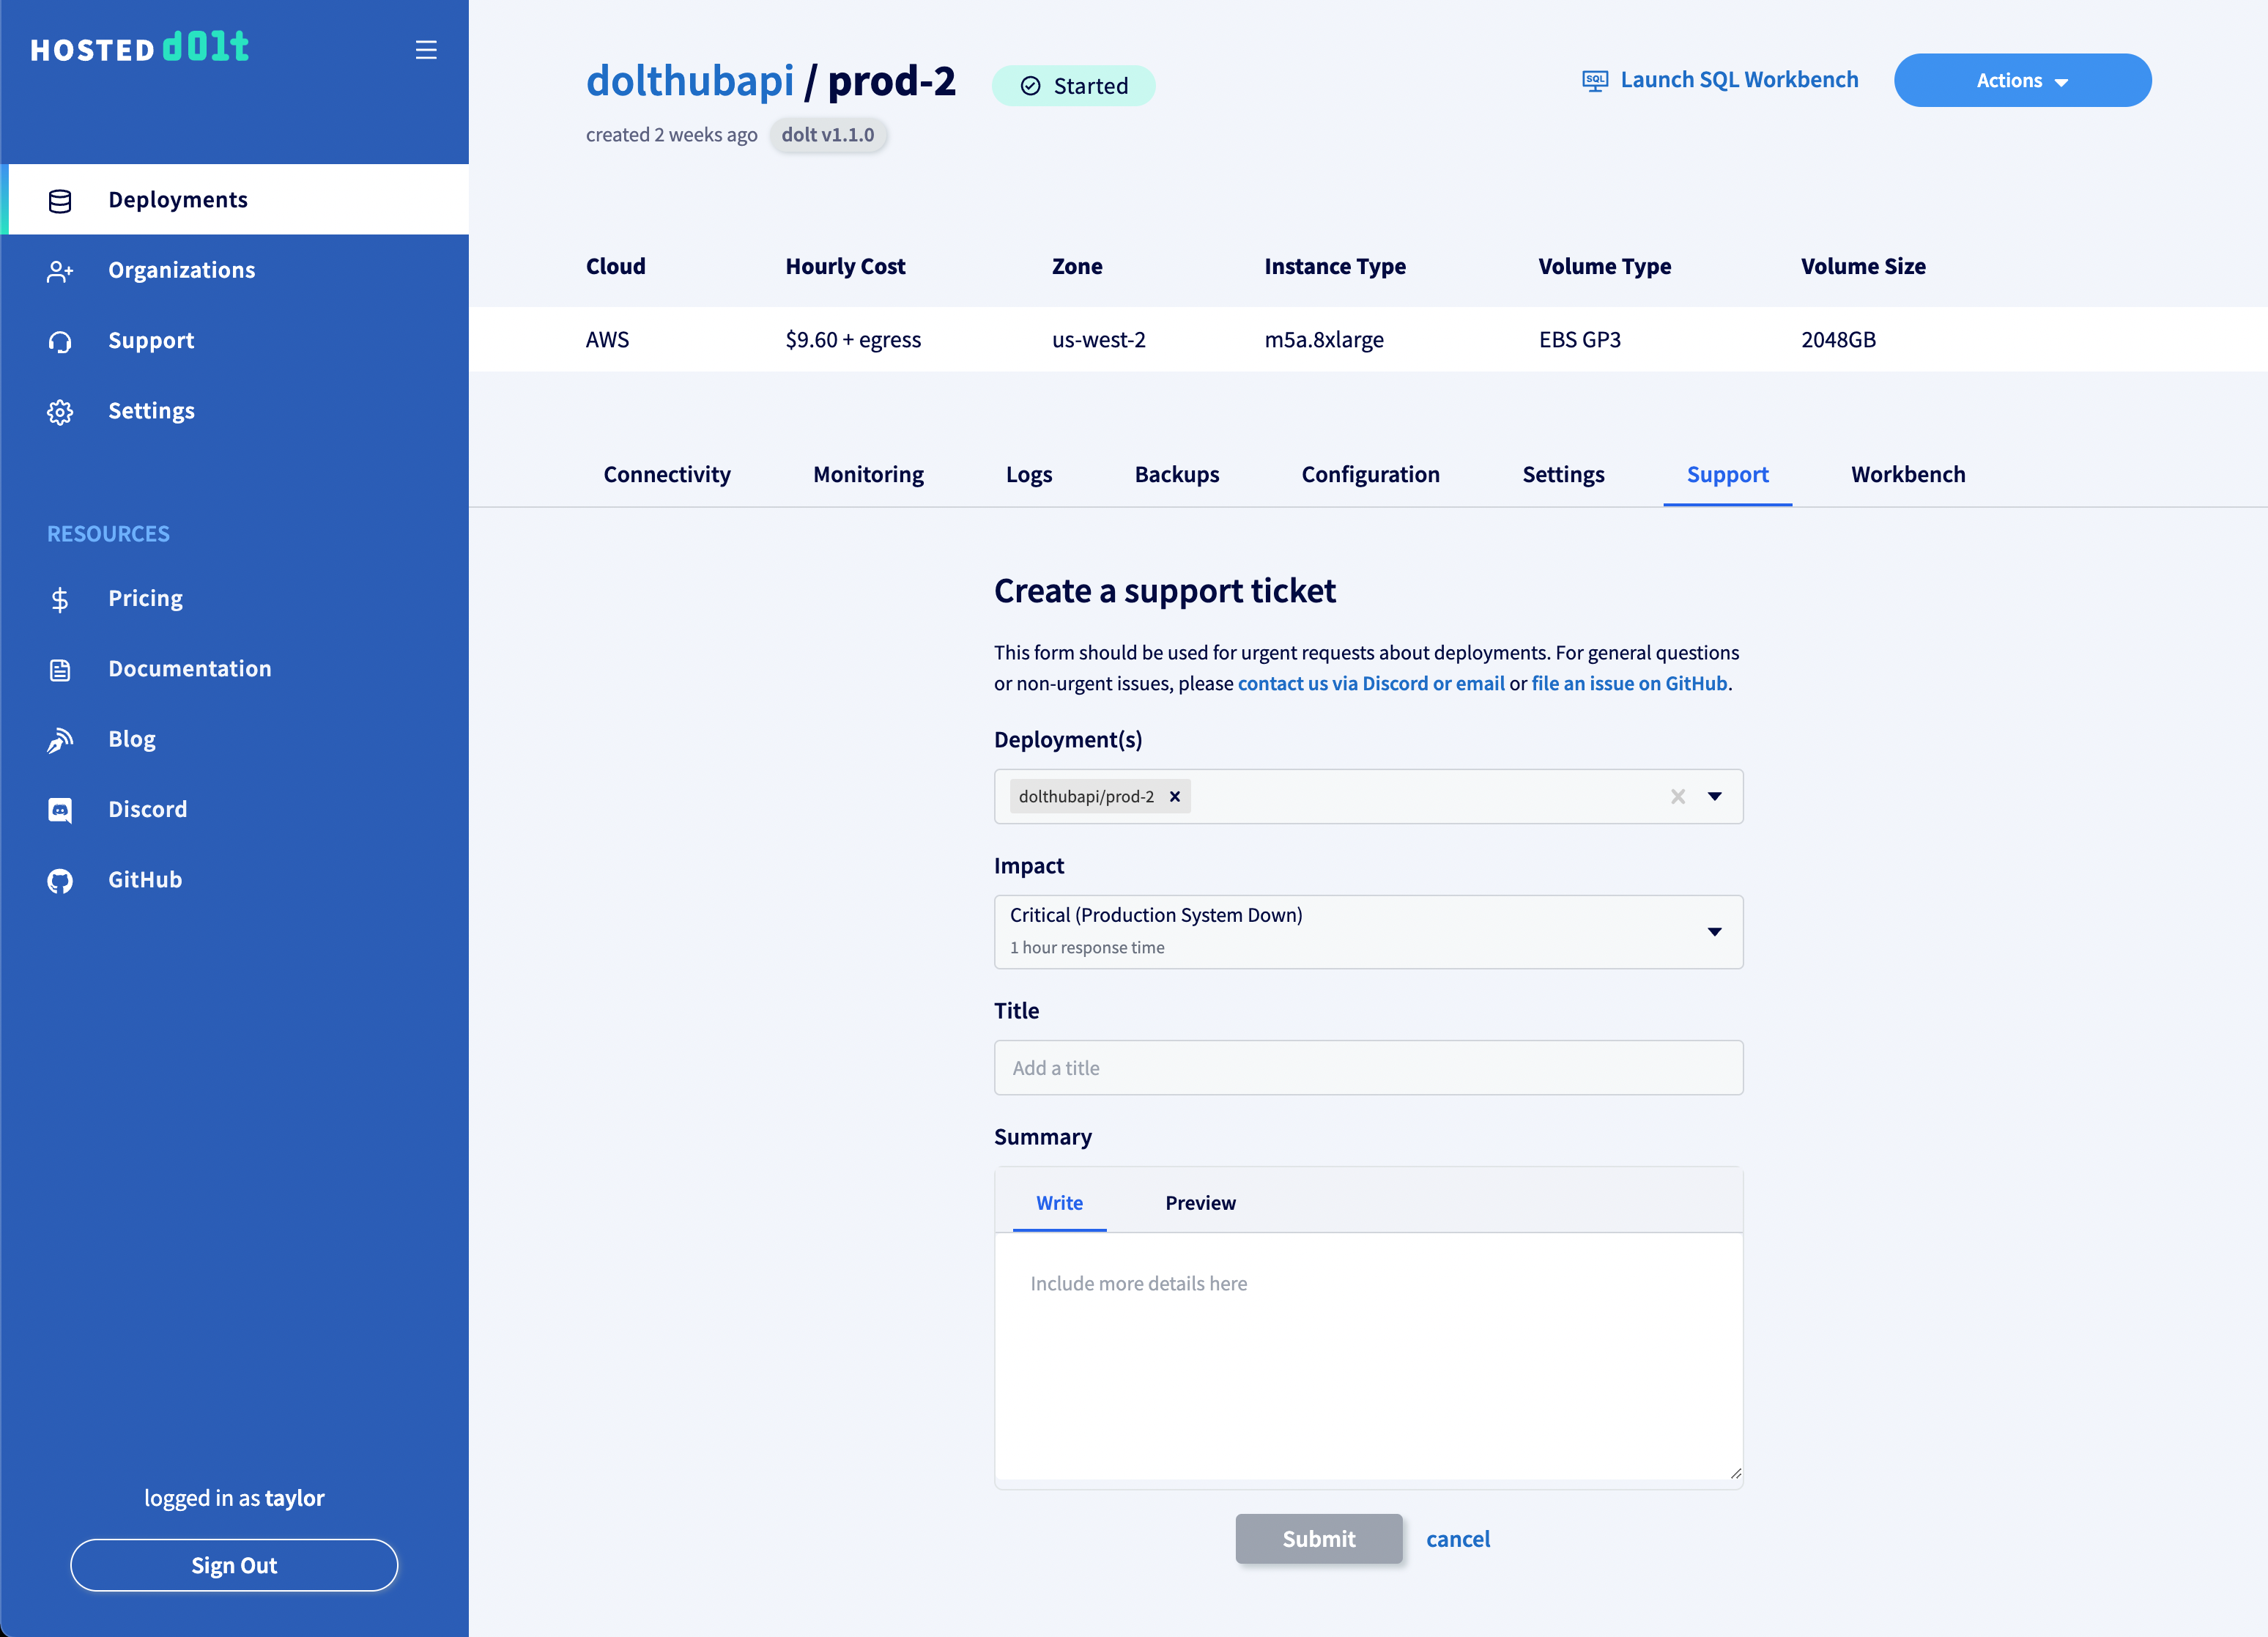 HOSTED dolt
Deployments
Organizations
Support
Settings
RESOURCES
Pricing
Documentation
Blog
Discord
GitHub
logged in as taylor
Sign Out
dolthubapi / prod-2
Started
SQL
Launch SQL Workbench
Actions
created 2 weeks ago
dolt v1.1.0
Cloud Hourly Cost Zone Instance Type Volume Type Volume Size
AWS $9.60 + egress us-west-2 m5a.8xlarge EBS GP3 2048GB
Connectivity Monitoring Logs Backups Configuration Settings Support Workbench
Create a support ticket
This form should be used for urgent requests about deployments. For general questions
or non-urgent issues, please contact us via Discord or email or file an issue on GitHub.
Deployment(s)
dolthubapi/prod-2
Impact
Critical (Production System Down)
1 hour response time
Title
Add a title
Summary
Write Preview
Include more details here
Submit cancel